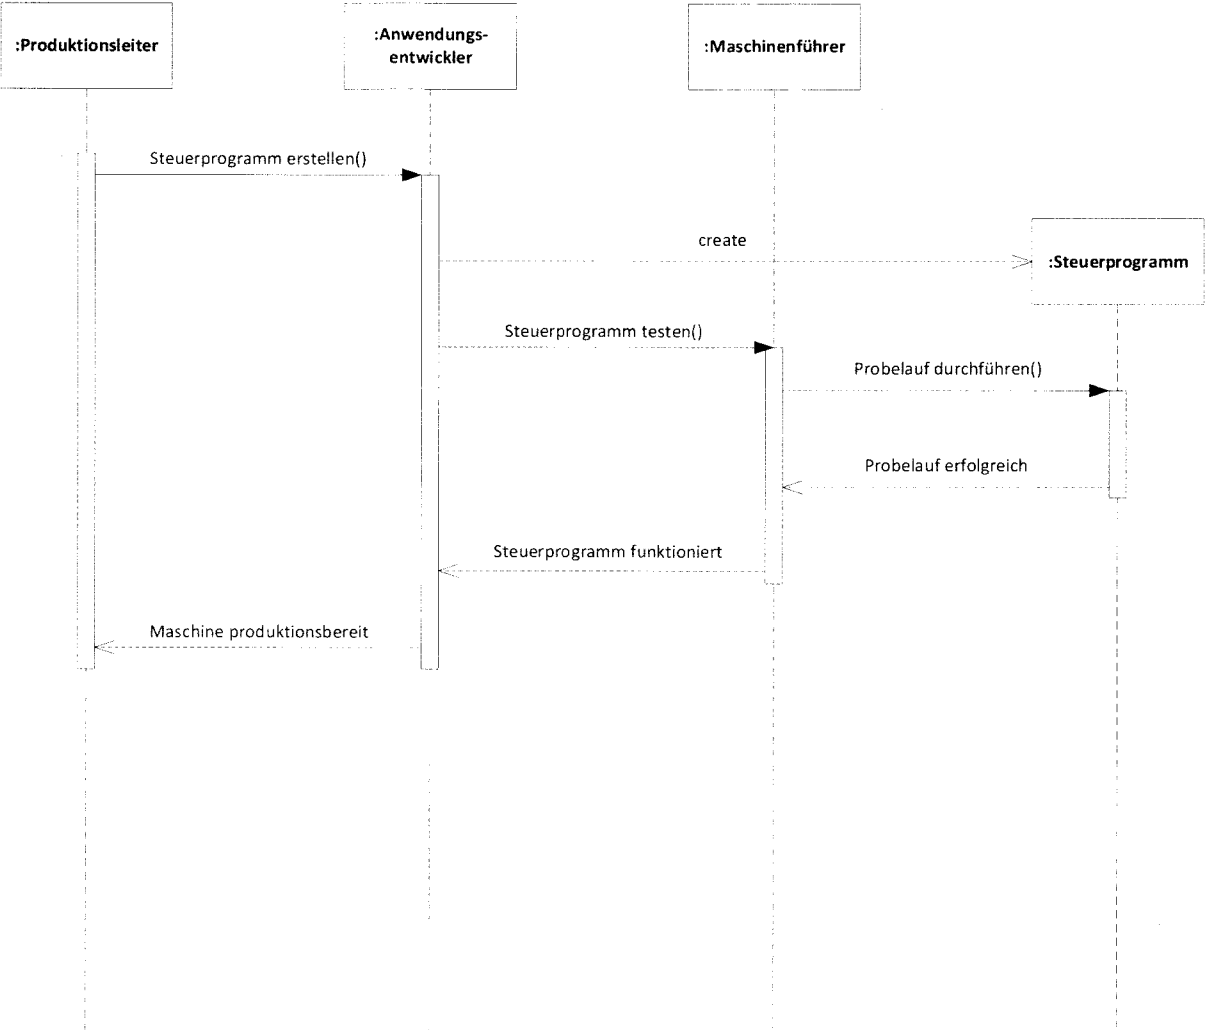 :Produktionsleiter
:Anwendungs-
entwickler
:Maschinenführer
Steuerprogramm erstellen()
create
:Steuerprogramm
Steuerprogramm testen()
Probelauf durchführen()
Probelauf erfolgreich
Steuerprogramm funktioniert
Maschine produktionsbereit